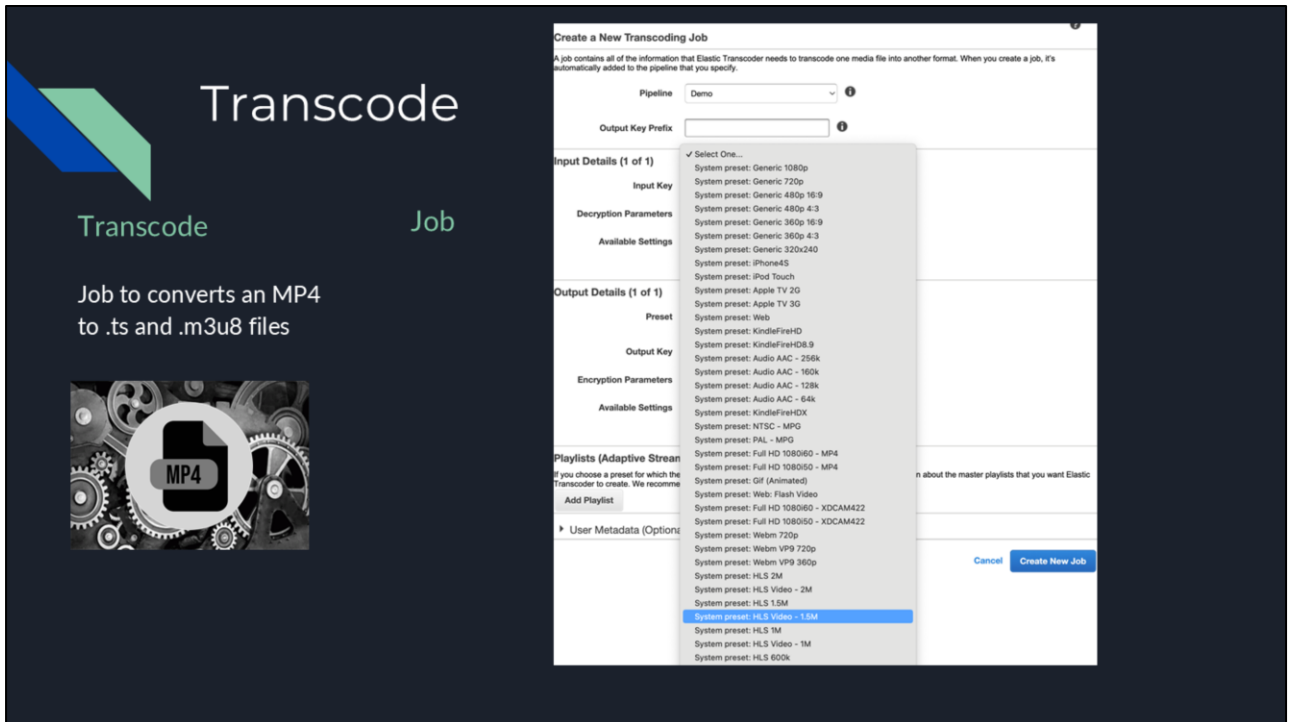 Transcode
Transcode
Job
Job to converts an MP4
to .ts and .m3u8 files
MP4
Create a New Transcoding Job
A job contains all of the information that Elastic Transcoder needs to transcode one media file into another format. When you create a job, it's
automatically added to the pipeline that you specify.
Pipeline Demo
Output Key Prefix
Input Details (1 of 1)
Input Key
Decryption Parameters
Available Settings
Output Details (1 of 1)
Preset
Output Key
Encryption Parameters
Available Settings
Playlists (Adaptive Strean
If you choose a preset for which the
n about the master playlists that you want Elastic
Transcoder to create. We recomme
Add Playlist
User Metadata (Optiona
✓ Select One...
System preset: Generic 1080p
System preset: Generic 720p
System preset: Generic 480p 16:9
System preset: Generic 480p 4:3
System preset: Generic 360p 16:9
System preset: Generic 360p 4:3
System preset: Generic 320x240
System preset: iPhone4S
System preset: iPod Touch
System preset: Apple TV 2G
System preset: Apple TV 3G
System preset: Web
System preset: KindleFireHD
System preset: KindleFireHD8.9
System preset: Audio AAC - 256k
System preset: Audio AAC - 160k
System preset: Audio AAC - 128k
System preset: Audio AAC - 64k
System preset: KindleFireHDX
System preset: NTSC - MPG
System preset: PAL - MPG
System preset: Full HD 1080i60 - MP4
System preset: Full HD 1080i50 - MP4
System preset: Gif (Animated)
System preset: Web: Flash Video
System preset: Full HD 1080i60 - XDCAM422
System preset: Full HD 1080i50 - XDCAM422
System preset: Webm 720p
System preset: Webm VP9 720p
System preset: Webm VP9 360p
System preset: HLS 2M
System preset: HLS Video - 2M
System preset: HLS 1.5M
System preset: HLS Video - 1.5M
System preset: HLS 1M
System preset: HLS Video - 1M
System preset: HLS 600k
Cancel
Create New Job